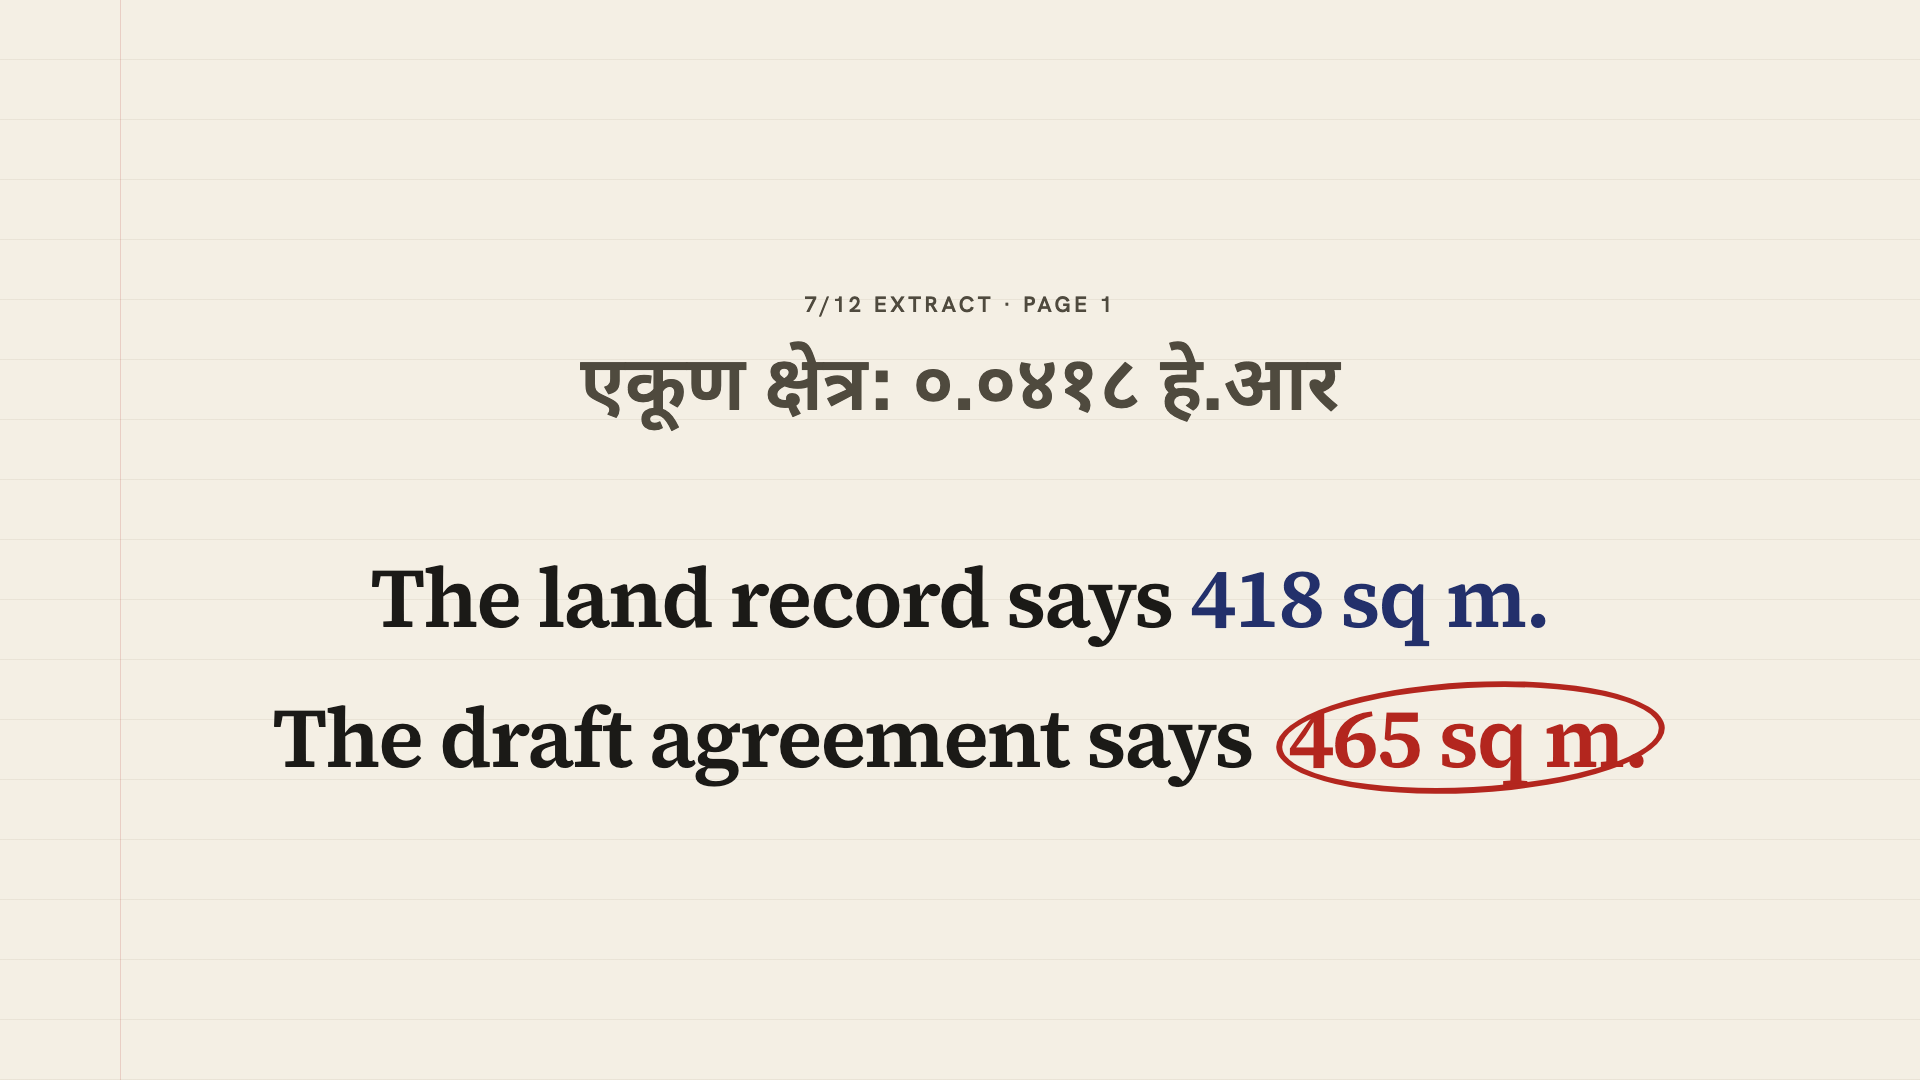 7/12 EXTRACT · PAGE 1
एकूण क्षेत्र: ०.०४१८ हे.आर
The land record says 418 sq m.
The draft agreement says 465 sq m.